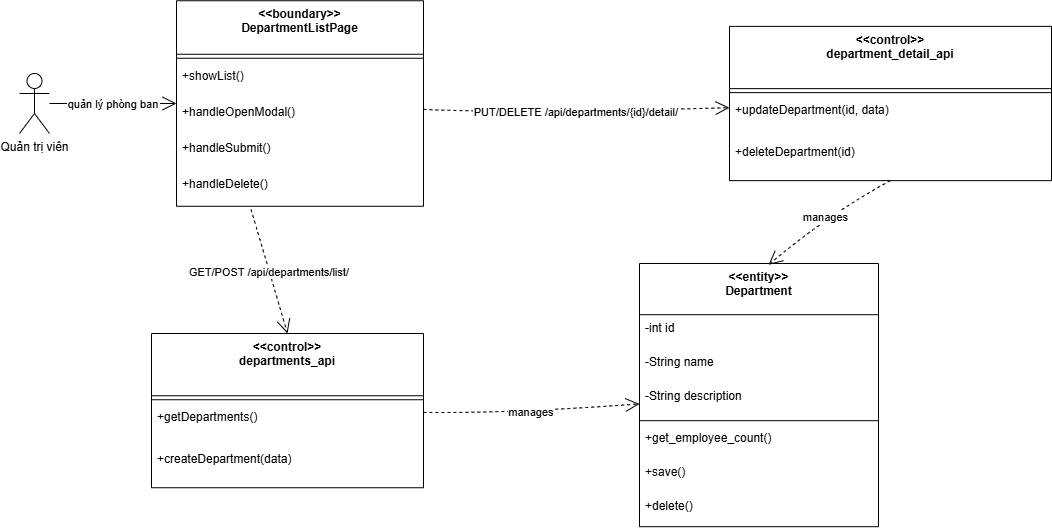 <<boundary>>
DepartmentListPage
+showList()
+handleOpenModal()
+handleSubmit()
+handleDelete()
Quản trị viên
quản lý phòng ban
PUT/DELETE /api/departments/{id}/detail/
<<control>>
department_detail_api
+updateDepartment(id, data)
+deleteDepartment(id)
manages
GET/POST /api/departments/list/
<<control>>
departments_api
+getDepartments()
+createDepartment(data)
manages
<<entity>>
Department
-int id
-String name
-String description
+get_employee_count()
+save()
+delete()